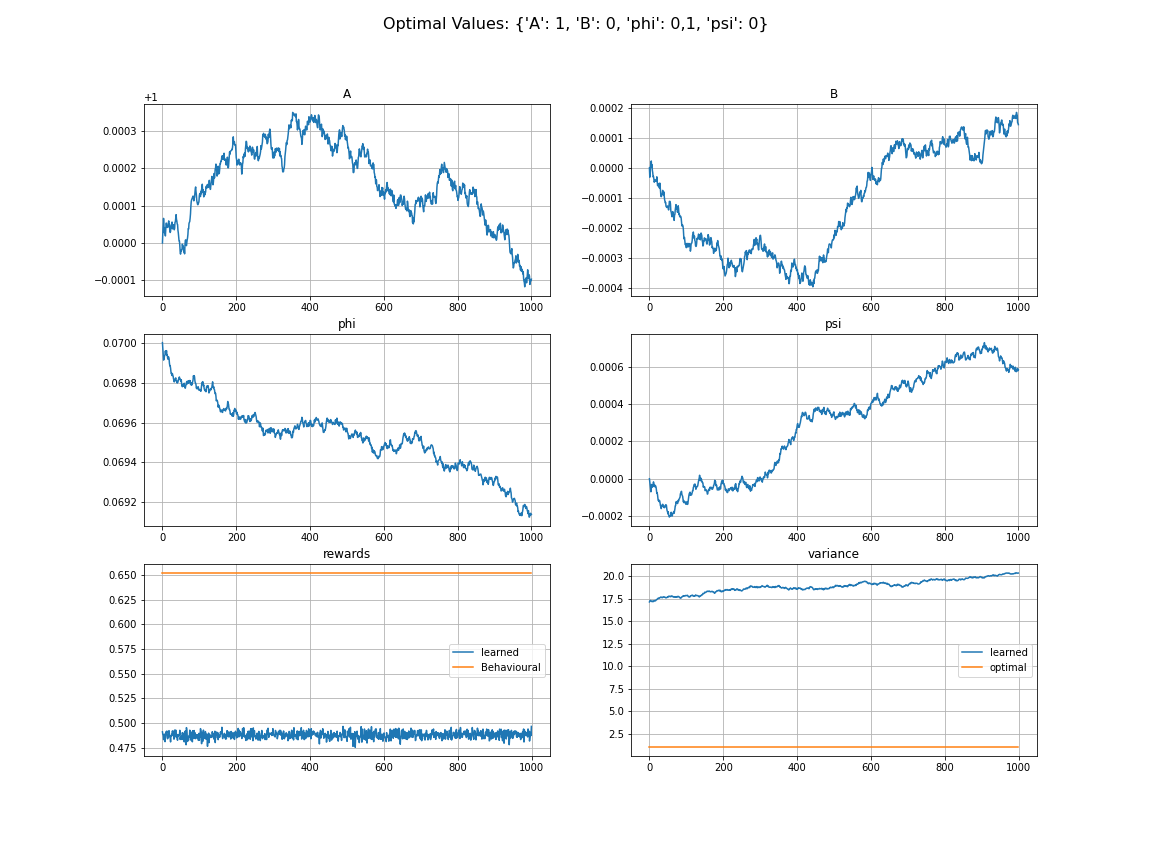 Optimal Values: {'A': 1, 'B': 0, 'phi': 0,1, 'psi': 0}
A
+1
0.0003
0.0002
0.0001
0.0000
−0.0001
0 200 400 600 800 1000
B
0.0002
0.0001
0.0000
−0.0001
−0.0002
−0.0003
−0.0004
0 200 400 600 800 1000
phi
0.0700
0.0698
0.0696
0.0694
0.0692
0 200 400 600 800 1000
psi
0.0006
0.0004
0.0002
0.0000
−0.0002
0 200 400 600 800 1000
rewards
0.650
0.625
0.600
0.575
0.550
0.525
0.500
0.475
learned
Behavioural
0 200 400 600 800 1000
variance
20.0
17.5
15.0
12.5
10.0
7.5
5.0
2.5
learned
optimal
0 200 400 600 800 1000